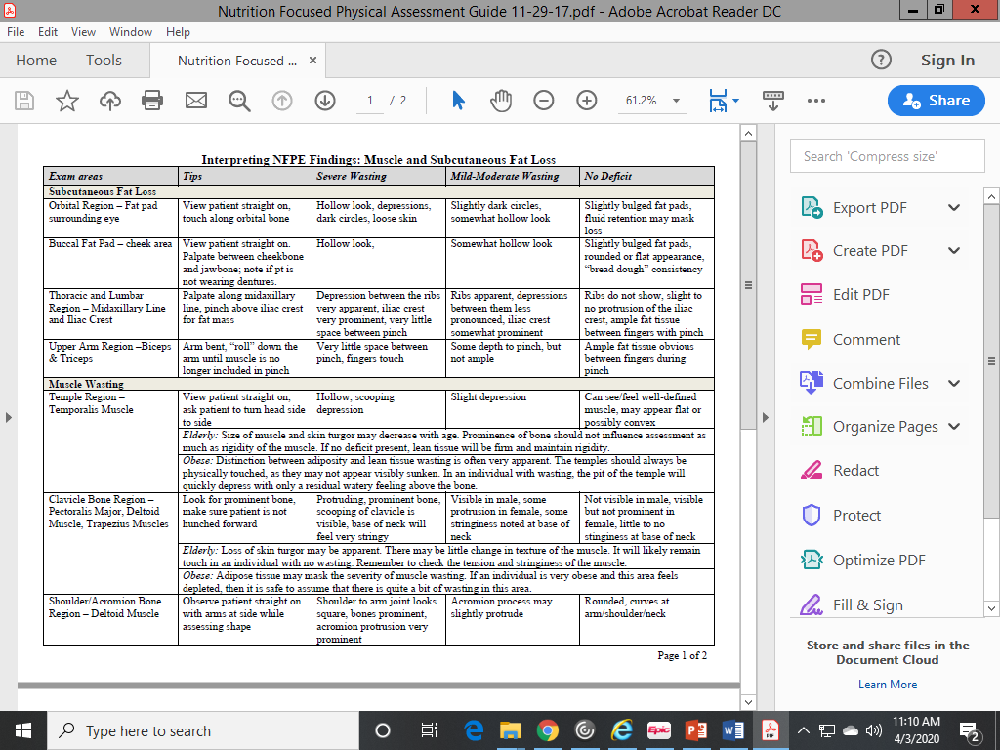 Nutrition Focused Physical Assessment Guide 11-29-17.pdf - Adobe Acrobat Reader DC
File Edit View Window Help
Home Tools Nutrition Focused ... × ? Sign In
1 / 2 61.2% Share
Interpreting NFPE Findings: Muscle and Subcutaneous Fat Loss
Exam areas Tips Severe Wasting Mild-Moderate Wasting No Deficit
Subcutaneous Fat Loss
Orbital Region – Fat pad
surrounding eye
View patient straight on,
touch along orbital bone
Hollow look, depressions,
dark circles, loose skin
Slightly dark circles,
somewhat hollow look
Slightly bulged fat pads,
fluid retention may mask
loss
Buccal Fat Pad – cheek area
View patient straight on.
Palpate between cheekbone
and jawbone; note if pt is
not wearing dentures.
Hollow look,
Somewhat hollow look
Slightly bulged fat pads,
rounded or flat appearance,
“bread dough” consistency
Thoracic and Lumbar
Region – Midaxillary Line
and Iliac Crest
Palpate along midaxillary
line, pinch above iliac crest
for fat mass
Depression between the ribs
very apparent, iliac crest
very prominent, very little
space between pinch
Ribs apparent, depressions
between them less
pronounced, iliac crest
somewhat prominent
Ribs do not show, slight to
no protrusion of the iliac
crest, ample fat tissue
between fingers with pinch
Upper Arm Region –Biceps
& Triceps
Arm bent, “roll” down the
arm until muscle is no
longer included in pinch
Very little space between
pinch, fingers touch
Some depth to pinch, but
not ample
Ample fat tissue obvious
between fingers during
pinch
Muscle Wasting
Temple Region –
Temporalis Muscle
View patient straight on,
ask patient to turn head side
to side
Hollow, scooping
depression
Slight depression
Can see/feel well-defined
muscle, may appear flat or
possibly convex
Elderly: Size of muscle and skin turgor may decrease with age. Prominence of bone should not influence assessment as
much as rigidity of the muscle. If no deficit present, lean tissue will be firm and maintain rigidity.
Obese: Distinction between adiposity and lean tissue wasting is often very apparent. The temples should always be
physically touched, as they may not appear visibly sunken. In an individual with wasting, the pit of the temple will
quickly depress with only a residual watery feeling above the bone.
Clavicle Bone Region –
Pectoralis Major, Deltoid
Muscle, Trapezius Muscles
Look for prominent bone,
make sure patient is not
hunched forward
Protruding, prominent bone,
scooping of clavicle is
visible, base of neck will
feel very stringy
Visible in male, some
protrusion in female, some
stringiness noted at base of
neck
Not visible in male, visible
but not prominent in
female, little to no
stinginess at base of neck
Elderly: Loss of skin turgor may be apparent. There may be little change in texture of the muscle. It will likely remain
touch in an individual with no wasting. Remember to check the tension and stringiness of the muscle.
Obese: Adipose tissue may mask the severity of muscle wasting. If an individual is very obese and this area feels
depleted, then it is safe to assume that there is quite a bit of wasting in this area.
Shoulder/Acromion Bone
Region – Deltoid Muscle
Observe patient straight on
with arms at side while
assessing shape
Shoulder to arm joint looks
square, bones prominent,
acromion protrusion very
prominent
Acromion process may
slightly protrude
Rounded, curves at
arm/shoulder/neck
Page 1 of 2
Search 'Compress size'
Export PDF
Create PDF
Edit PDF
Comment
Combine Files
Organize Pages
Redact
Protect
Optimize PDF
Fill & Sign
Store and share files in the
Document Cloud
Learn More
Type here to search
Epic
11:10 AM
4/3/2020
2